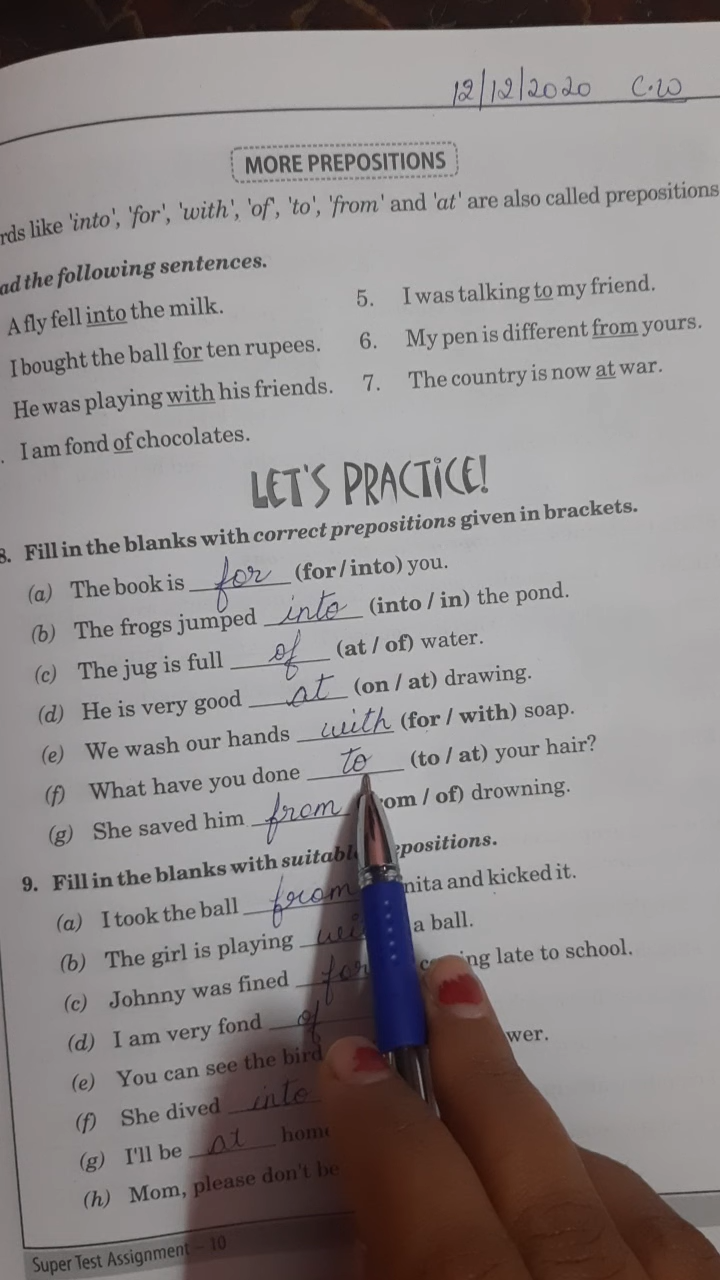 12/12/2020 C.W
MORE PREPOSITIONS
like 'into', 'for', 'with', 'of', 'to', 'from' and 'at' are also called prepositions
the following sentences.
A fly fell into the milk.
I bought the ball for ten rupees.
He was playing with his friends.
I am fond of chocolates.
5. I was talking to my friend.
6. My pen is different from yours.
7. The country is now at war.
LET'S PRACTICE!
8. Fill in the blanks with correct prepositions given in brackets.
(a) The book is for (for / into) you.
(b) The frogs jumped into (into / in) the pond.
(c) The jug is full of (at / of) water.
(d) He is very good at (on / at) drawing.
(e) We wash our hands with (for / with) soap.
(f) What have you done to (to / at) your hair?
(g) She saved him from / of) drowning.
9. Fill in the blanks with
(a) I took the ball from and kicked it.
(b) The girl is playing a ball.
(c) Johnny was fined for late to school.
(d) I am very fond of
(e) You can see the bird
(f) She dived into
(g) I'll be at
(h) Mom, please don't be
Super Test Assignment – 10